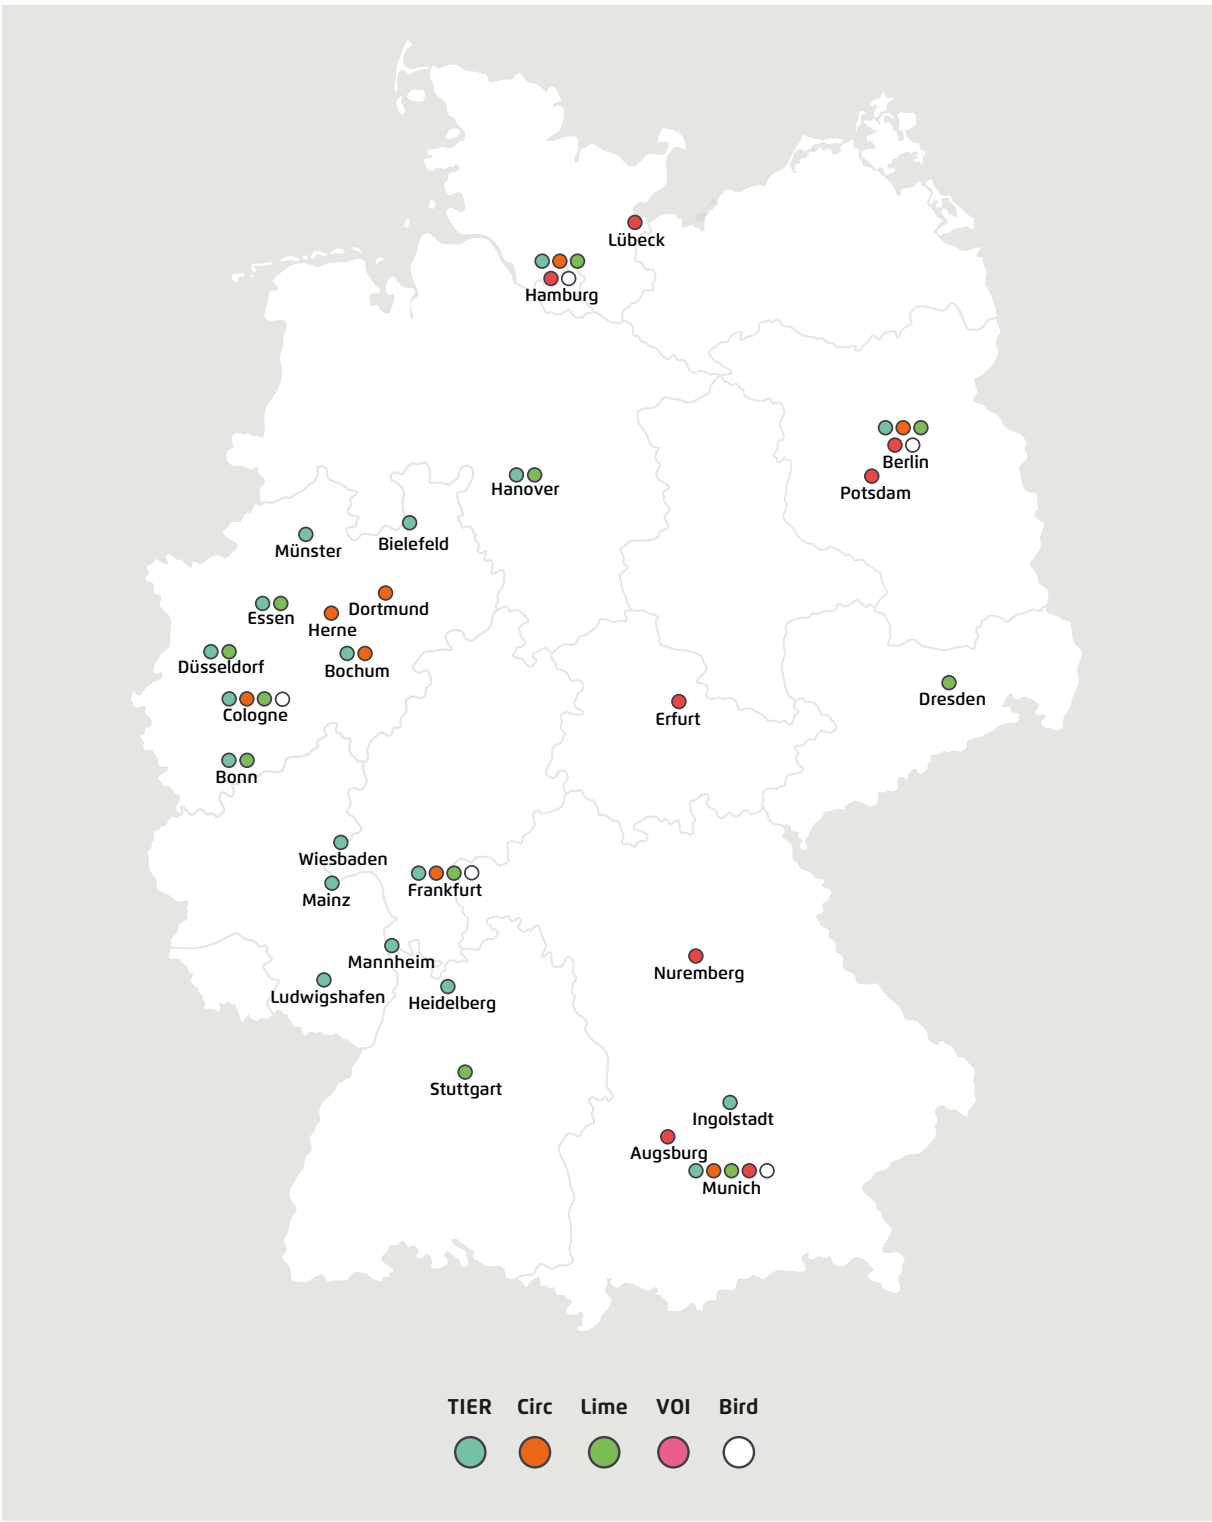 Lübeck
Hamburg
Berlin
Potsdam
Hanover
Bielefeld
Münster
Dortmund
Essen
Herne
Düsseldorf
Bochum
Cologne
Dresden
Erfurt
Bonn
Wiesbaden
Frankfurt
Mainz
Mannheim
Nuremberg
Ludwigshafen
Heidelberg
Stuttgart
Ingolstadt
Augsburg
Munich
TIER Circ Lime VOI Bird